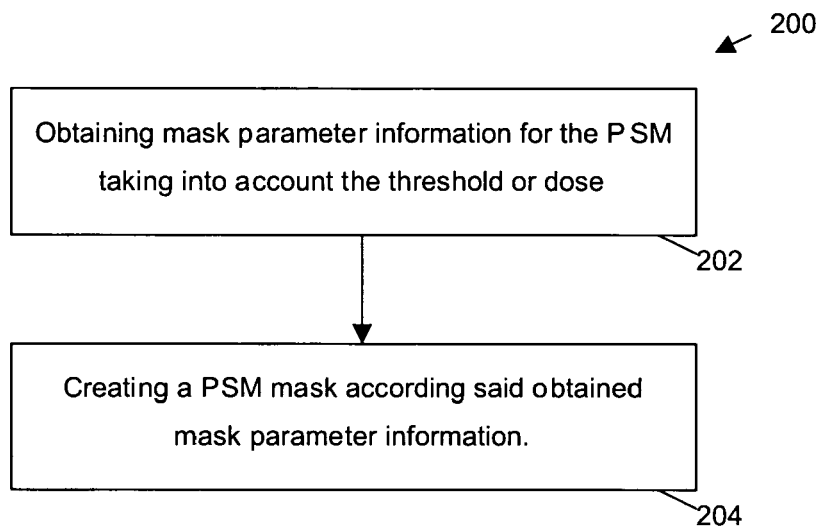 200
Obtaining mask parameter information for the PSM
taking into account the threshold or dose
202
Creating a PSM mask according said obtained
mask parameter information.
204